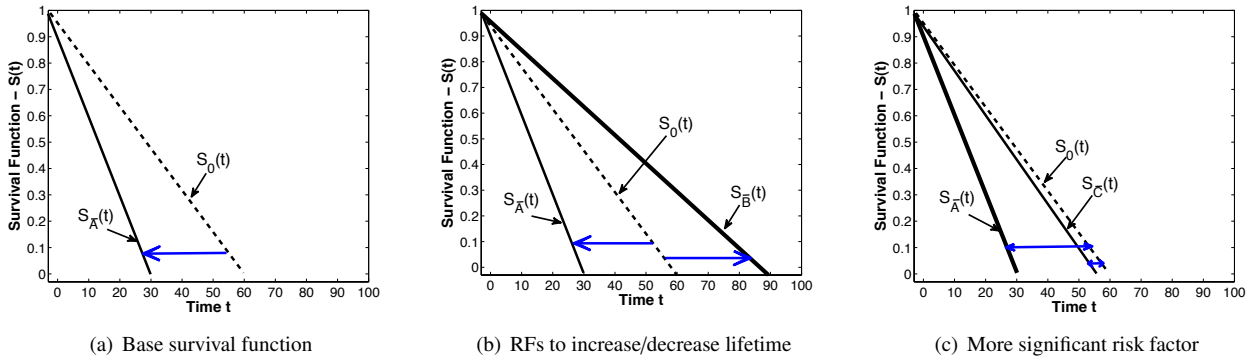 1
0.9
0.8
0.7
0.6
0.5
0.4
0.3
0.2
0.1
0
Survival Function − S(t)
S0(t)
SĀ(t)
0 10 20 30 40 50 60 70 80 90 100
Time t
(a) Base survival function
1
0.9
0.8
0.7
0.6
0.5
0.4
0.3
0.2
0.1
0
Survival Function − S(t)
S0(t)
SĀ(t)
SB̄(t)
0 10 20 30 40 50 60 70 80 90 100
Time t
(b) RFs to increase/decrease lifetime
1
0.9
0.8
0.7
0.6
0.5
0.4
0.3
0.2
0.1
0
Survival Function − S(t)
S0(t)
SC̄(t)
SĀ(t)
0 10 20 30 40 50 60 70 80 90 100
Time t
(c) More significant risk factor